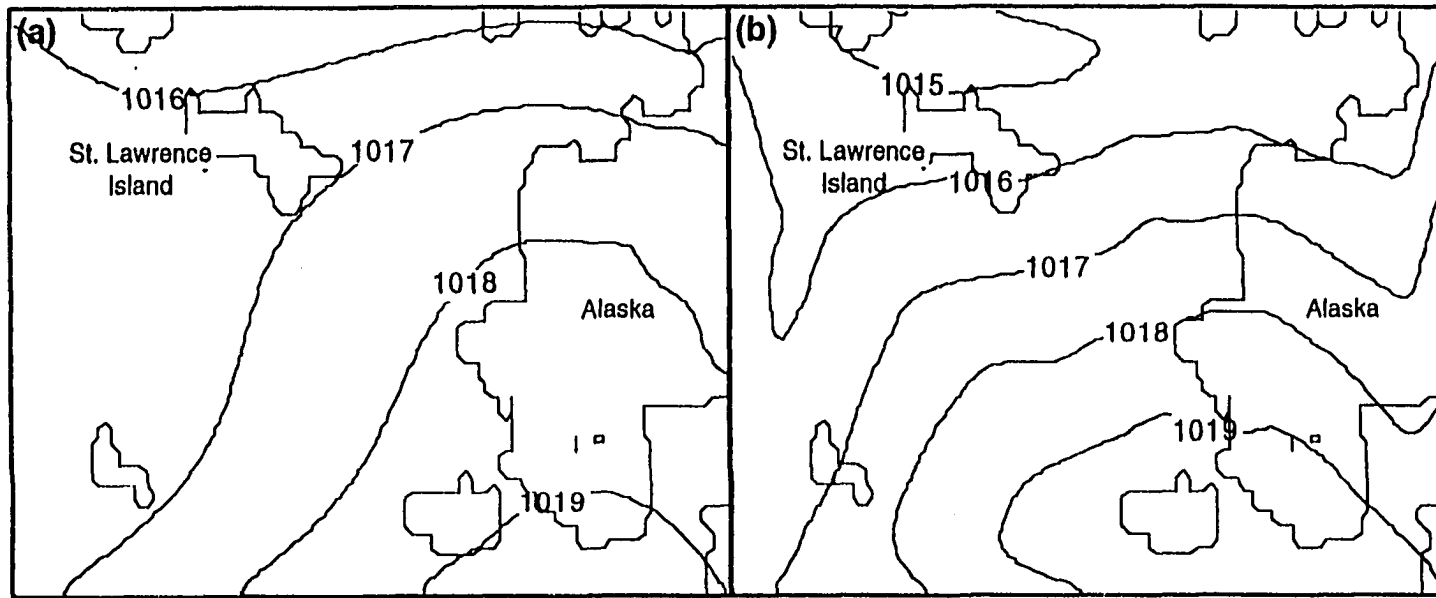 (a)
1016
St. Lawrence
Island
1017
1018
Alaska
1019
(b)
1015
St. Lawrence
Island
1016
1017
Alaska
1018
1019